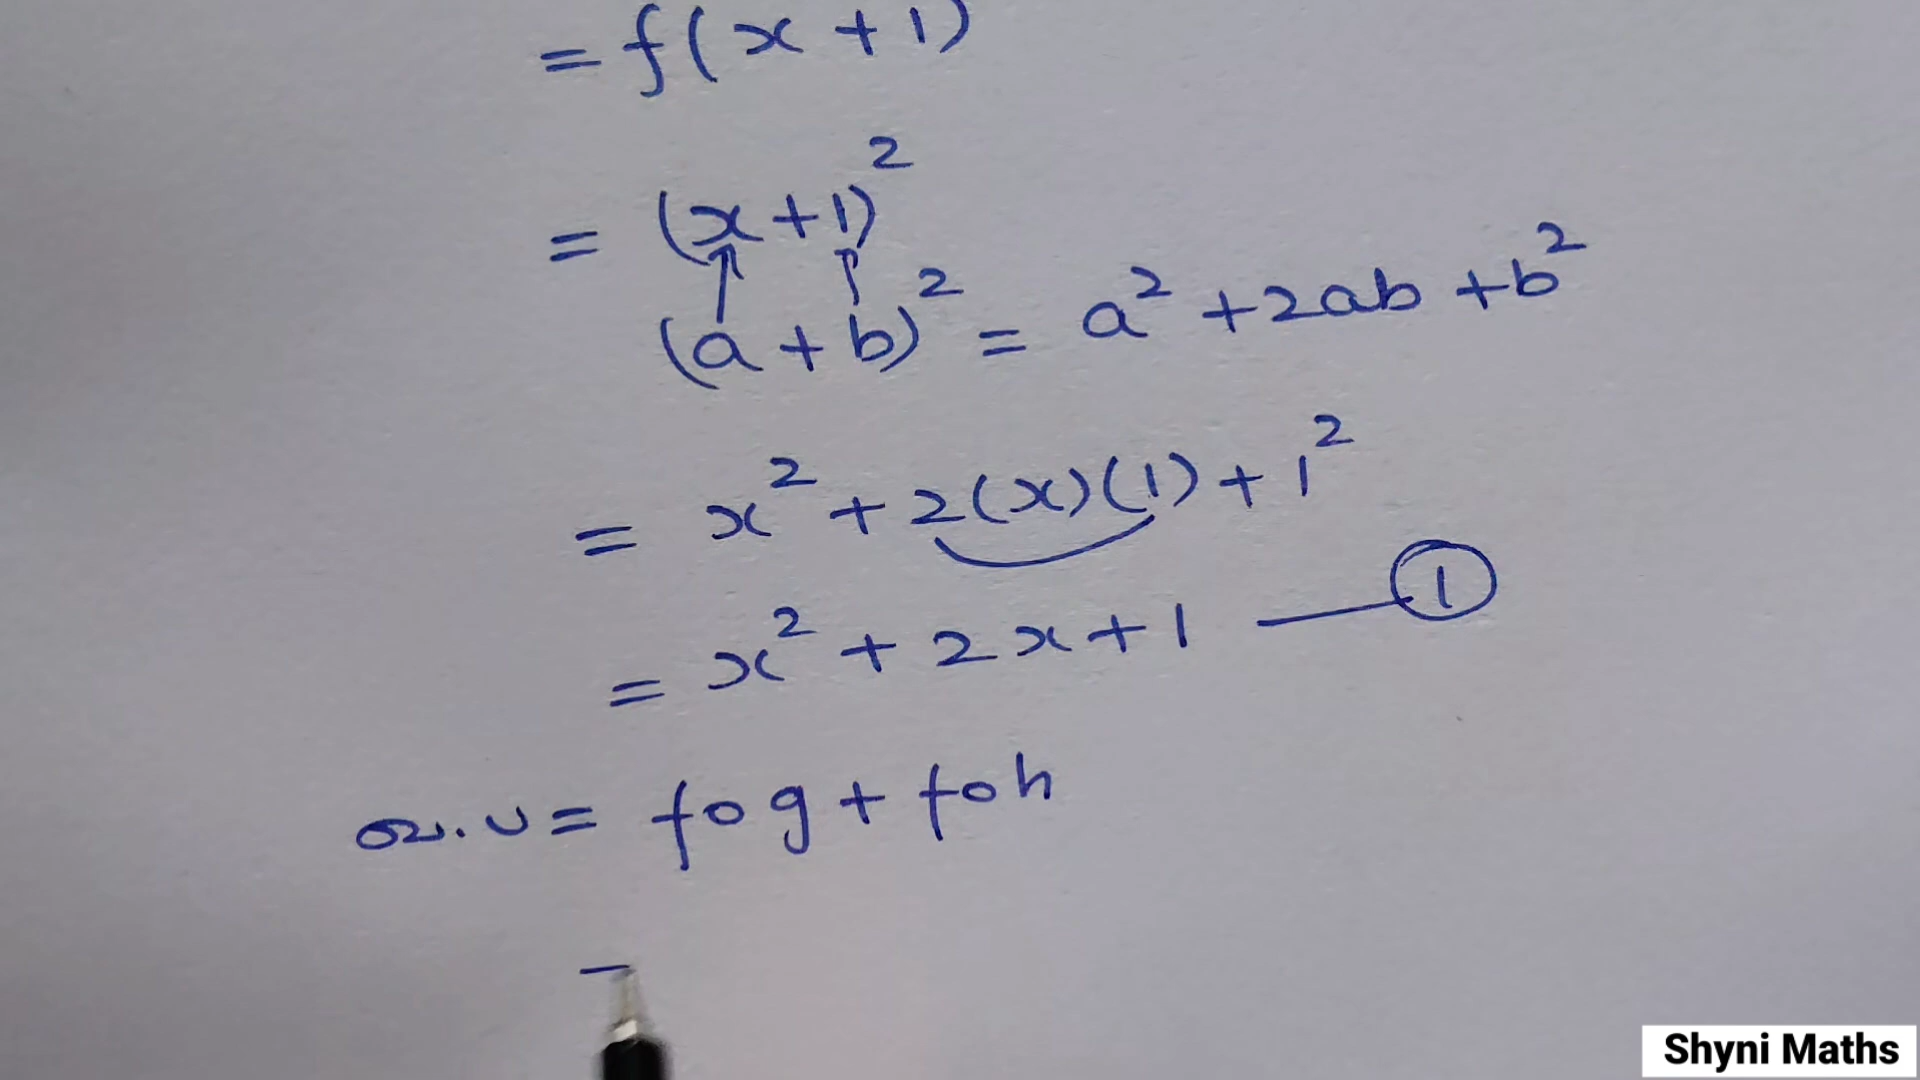 = f(x + 1)
= (x + 1)²
(a + b)² = a² + 2ab + b²
= x² + 2(x)(1) + 1²
= x² + 2x + 1 — ①
வ.ப = fog + foh
Shyni Maths